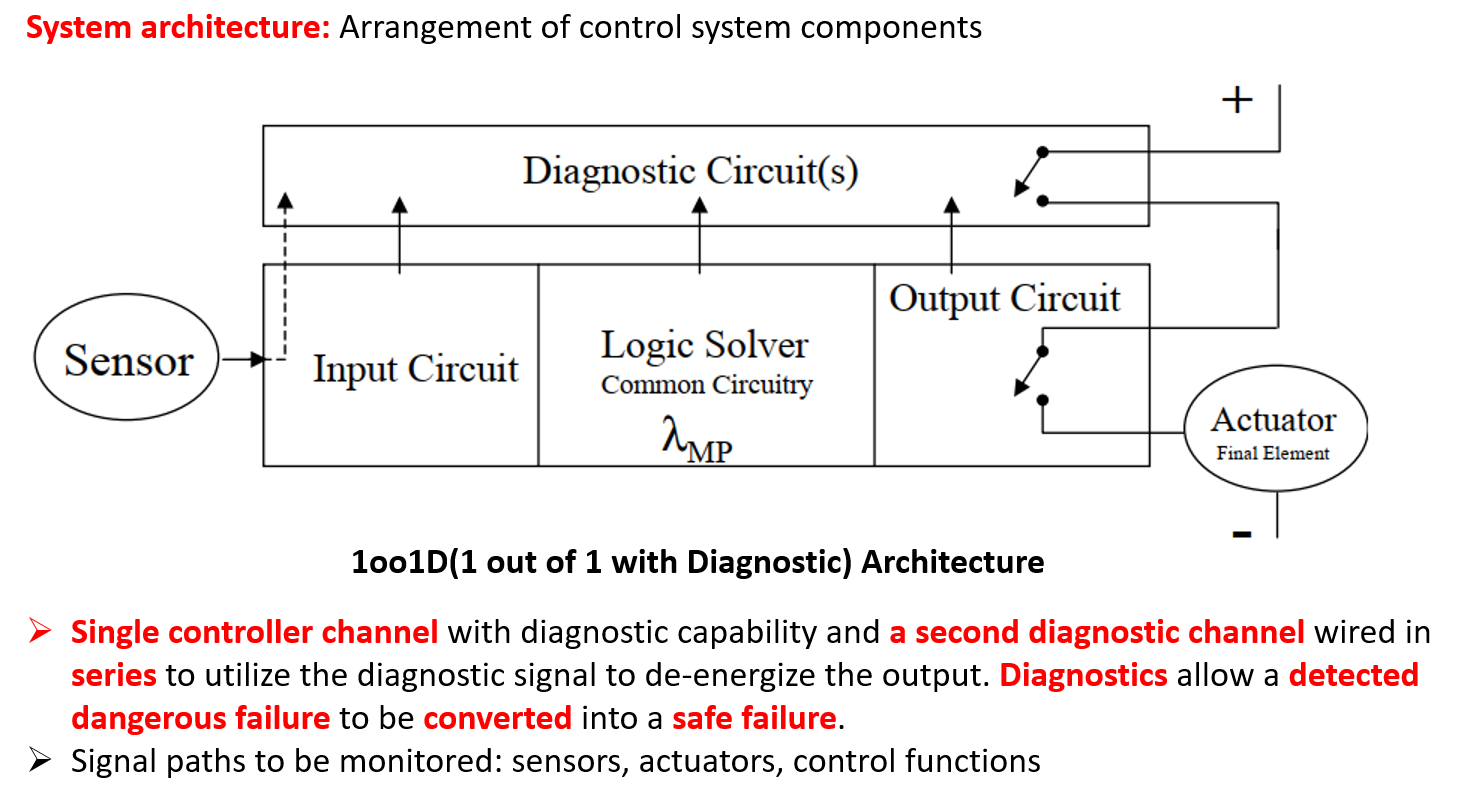 System architecture: Arrangement of control system components
+
Diagnostic Circuit(s)
Sensor
Input Circuit
Logic Solver
Common Circuitry
λMP
Output Circuit
Actuator
Final Element
-
1oo1D(1 out of 1 with Diagnostic) Architecture
➢ Single controller channel with diagnostic capability and a second diagnostic channel wired in
series to utilize the diagnostic signal to de-energize the output. Diagnostics allow a detected
dangerous failure to be converted into a safe failure.
➢ Signal paths to be monitored: sensors, actuators, control functions